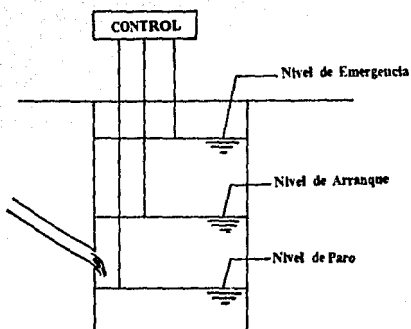 CONTROL
Nivel de Emergencia
Nivel de Arranque
Nivel de Paro